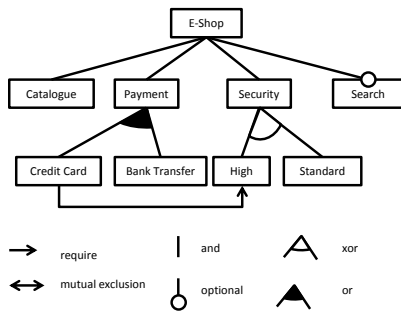 E-Shop
Catalogue
Payment
Security
Search
Credit Card
Bank Transfer
High
Standard
require
and
xor
mutual exclusion
optional
or